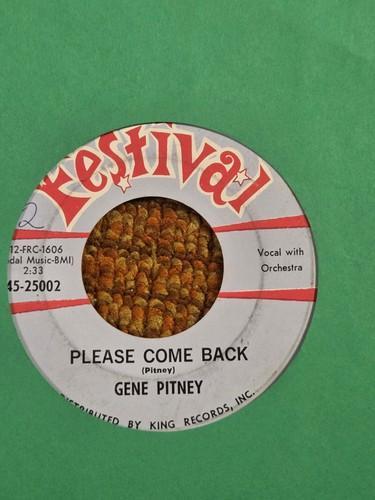 Festival
2
12-FRC-1606
dal Music-BMI)
2:33
45-25002
Vocal with
Orchestra
PLEASE COME BACK
(Pitney)
GENE PITNEY
DISTRIBUTED BY KING RECORDS, INC.